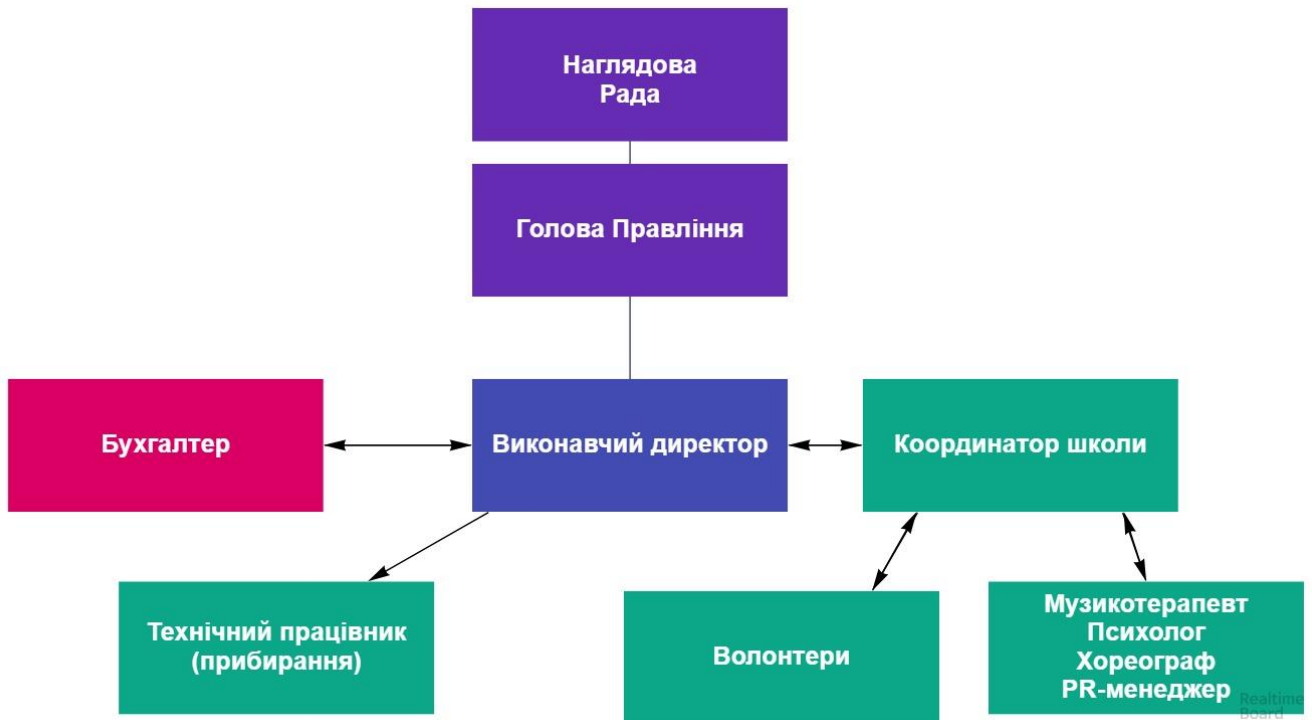 Наглядова
Рада
Голова Правління
Бухгалтер
Виконавчий директор
Координатор школи
Технічний працівник
(прибирання)
Волонтери
Музикотерапевт
Психолог
Хореограф
PR-менеджер
Realtime
Board